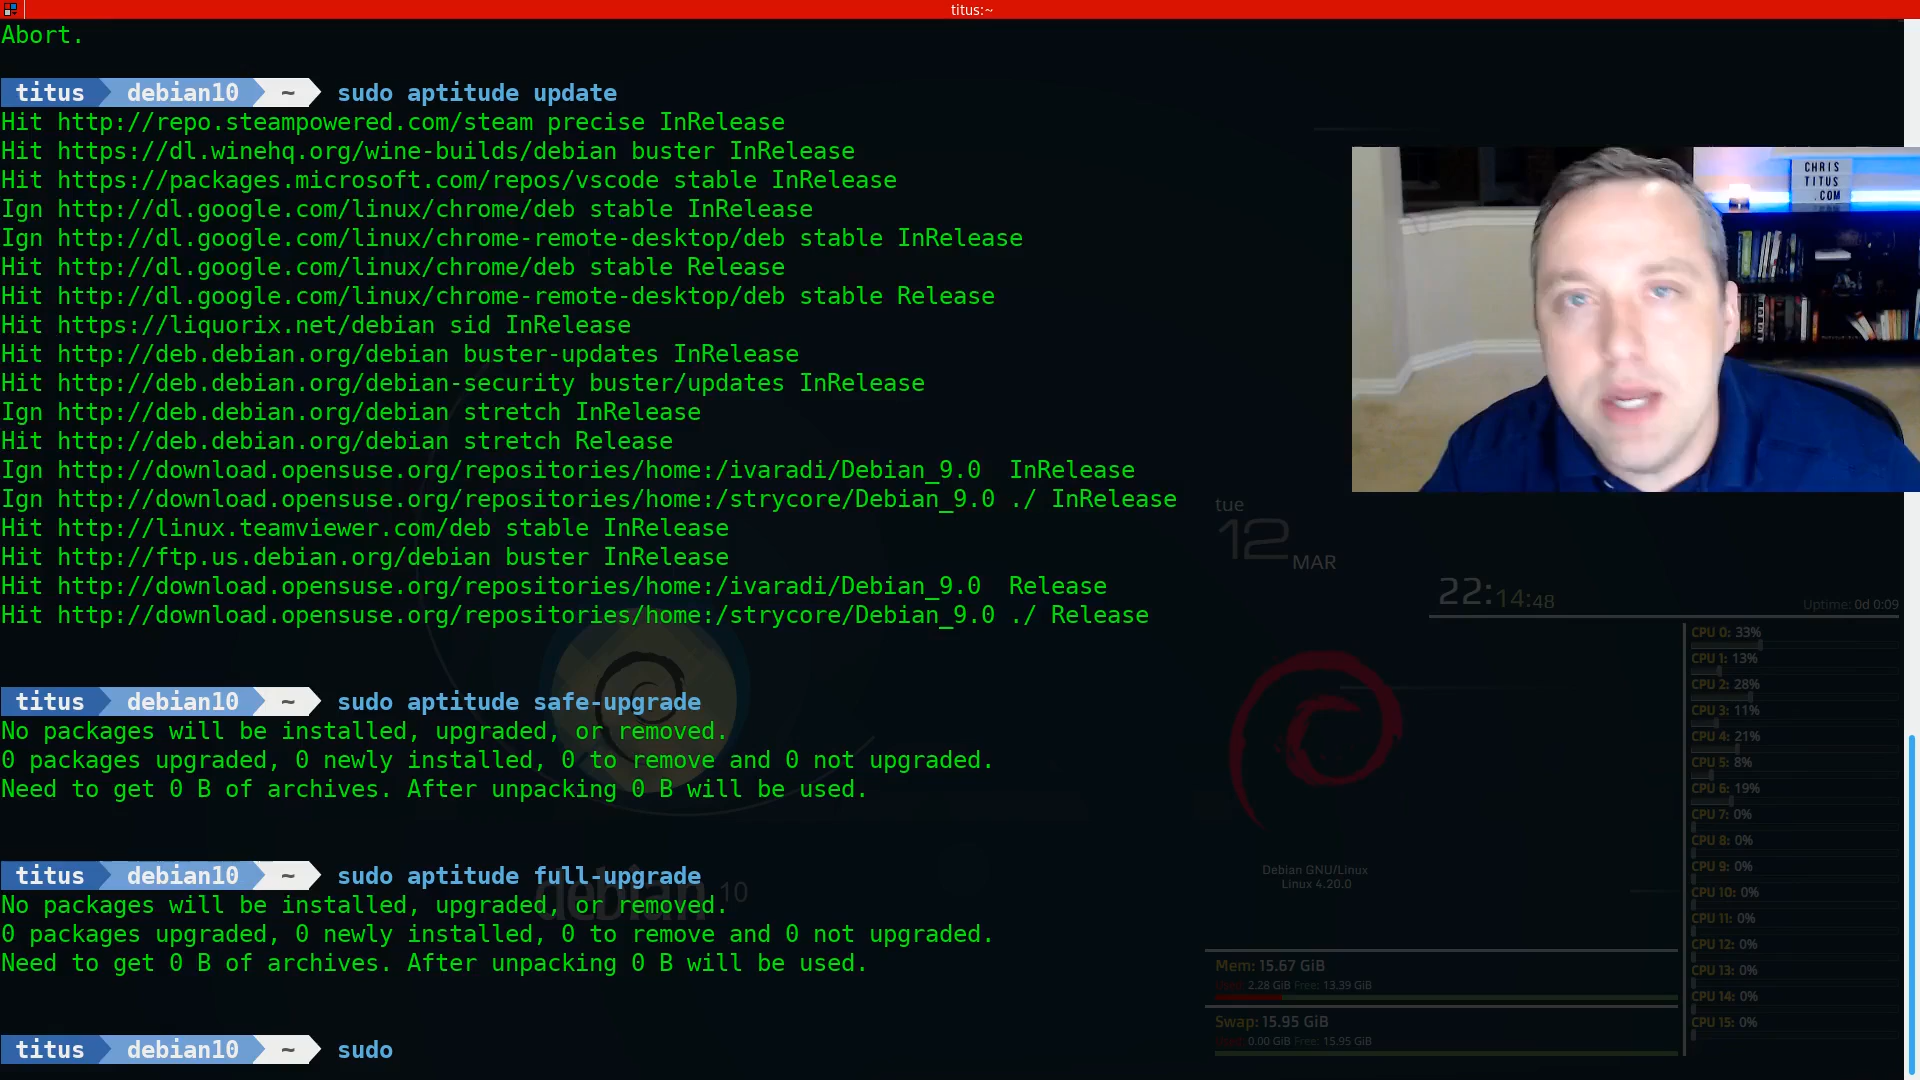 titus:~
Abort.
titus debian10 ~ sudo aptitude update
Hit http://repo.steampowered.com/steam precise InRelease
Hit https://dl.winehq.org/wine-builds/debian buster InRelease
Hit https://packages.microsoft.com/repos/vscode stable InRelease
Ign http://dl.google.com/linux/chrome/deb stable InRelease
Ign http://dl.google.com/linux/chrome-remote-desktop/deb stable InRelease
Hit http://dl.google.com/linux/chrome/deb stable Release
Hit http://dl.google.com/linux/chrome-remote-desktop/deb stable Release
Hit https://liquorix.net/debian sid InRelease
Hit http://deb.debian.org/debian buster-updates InRelease
Hit http://deb.debian.org/debian-security buster/updates InRelease
Ign http://deb.debian.org/debian stretch InRelease
Hit http://deb.debian.org/debian stretch Release
Ign http://download.opensuse.org/repositories/home:/ivaradi/Debian_9.0  InRelease
Ign http://download.opensuse.org/repositories/home:/strycore/Debian_9.0 ./ InRelease
Hit http://linux.teamviewer.com/deb stable InRelease
Hit http://ftp.us.debian.org/debian buster InRelease
Hit http://download.opensuse.org/repositories/home:/ivaradi/Debian_9.0  Release
Hit http://download.opensuse.org/repositories/home:/strycore/Debian_9.0 ./ Release
titus debian10 ~ sudo aptitude safe-upgrade
No packages will be installed, upgraded, or removed.
0 packages upgraded, 0 newly installed, 0 to remove and 0 not upgraded.
Need to get 0 B of archives. After unpacking 0 B will be used.
titus debian10 ~ sudo aptitude full-upgrade
No packages will be installed, upgraded, or removed.
0 packages upgraded, 0 newly installed, 0 to remove and 0 not upgraded.
Need to get 0 B of archives. After unpacking 0 B will be used.
titus debian10 ~ sudo
debian 10
CHRIS
TITUS
.COM
tue
12 MAR
22:14:48
Uptime: 0d 0:09
CPU 0: 33%
CPU 1: 13%
CPU 2: 28%
CPU 3: 11%
CPU 4: 21%
CPU 5: 8%
CPU 6: 19%
CPU 7: 0%
CPU 8: 0%
CPU 9: 0%
CPU 10: 0%
CPU 11: 0%
CPU 12: 0%
CPU 13: 0%
CPU 14: 0%
CPU 15: 0%
Debian GNU/Linux
Linux 4.20.0
Mem: 15.67 GiB
Used: 2.28 GiB Free: 13.39 GiB
Swap: 15.95 GiB
0.00 GiB Free: 15.95 GiB